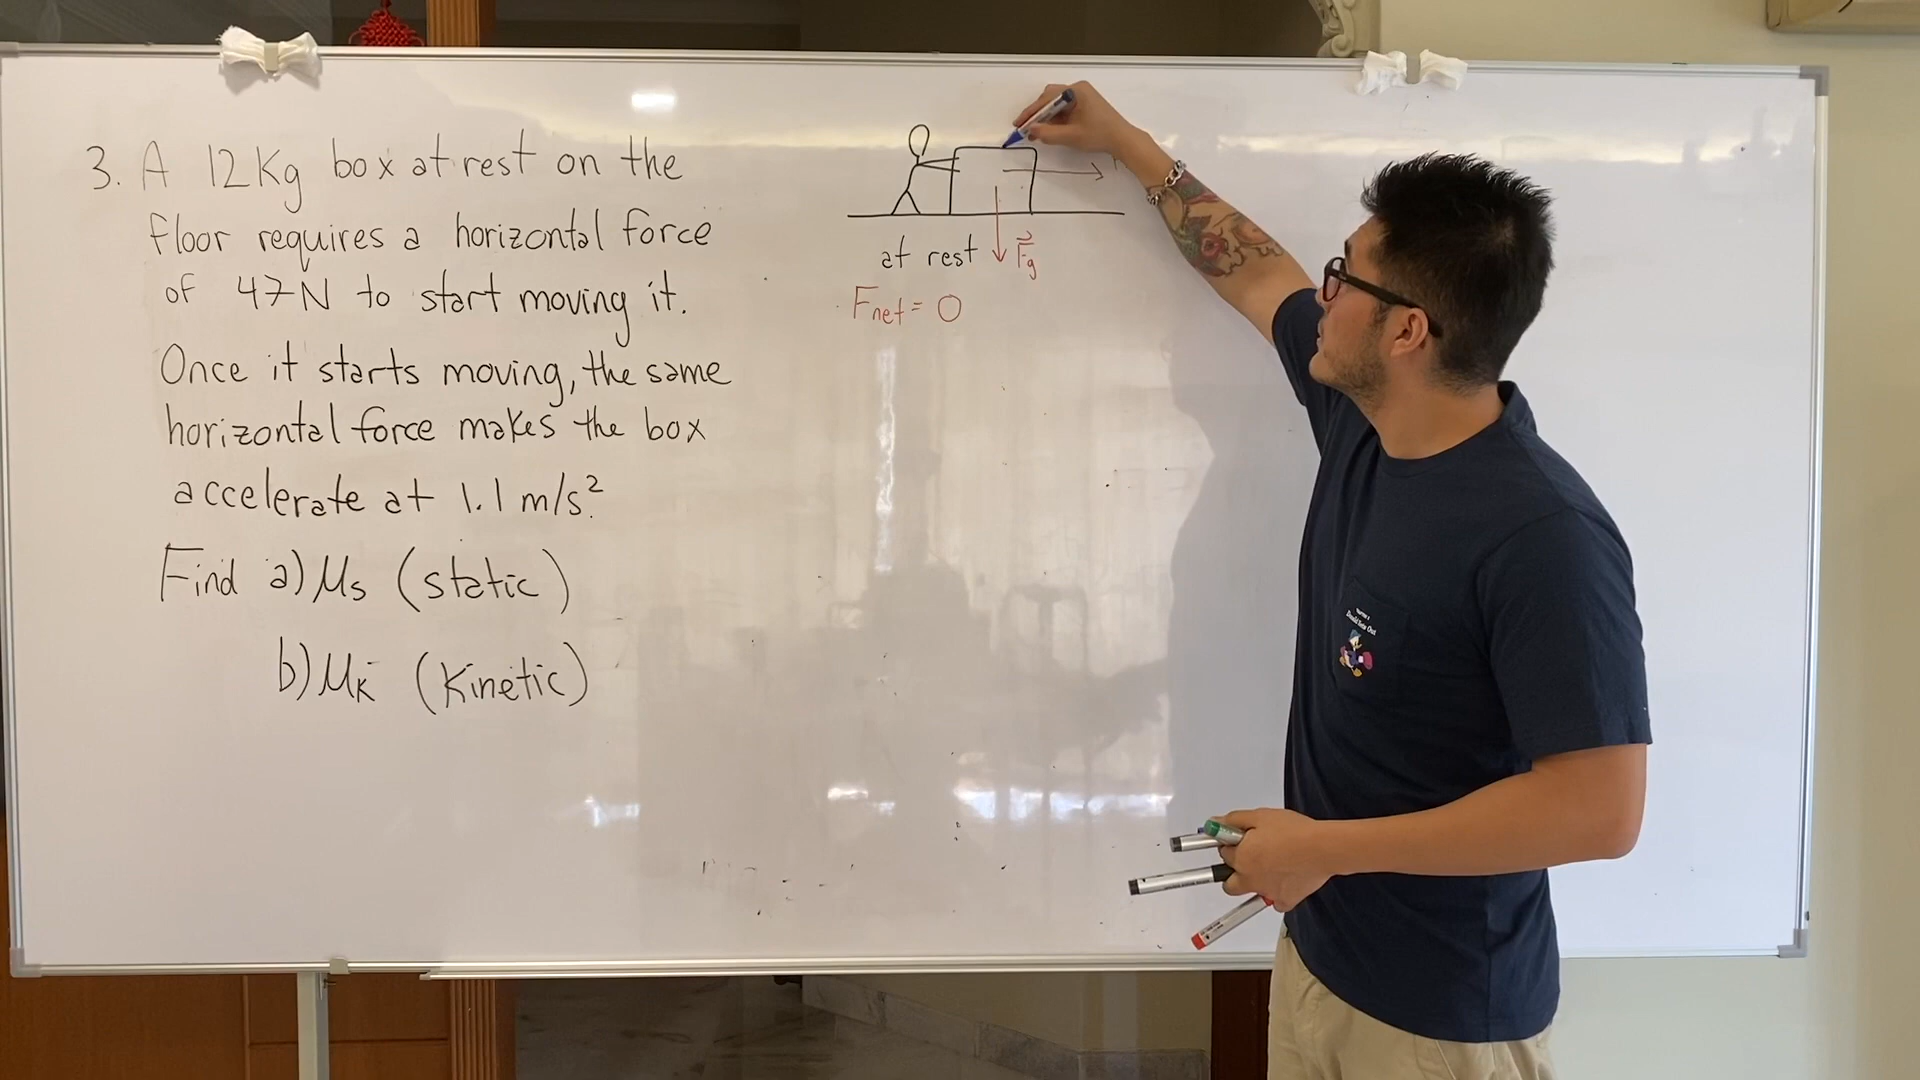 3. A 12Kg box at rest on the
floor requires a horizontal force
of 47N to start moving it.
Once it starts moving, the same
horizontal force makes the box
accelerate at 1.1 m/s².
Find a) μs (static)
b) μK (Kinetic)
at rest
F⃗g
Fnet = 0